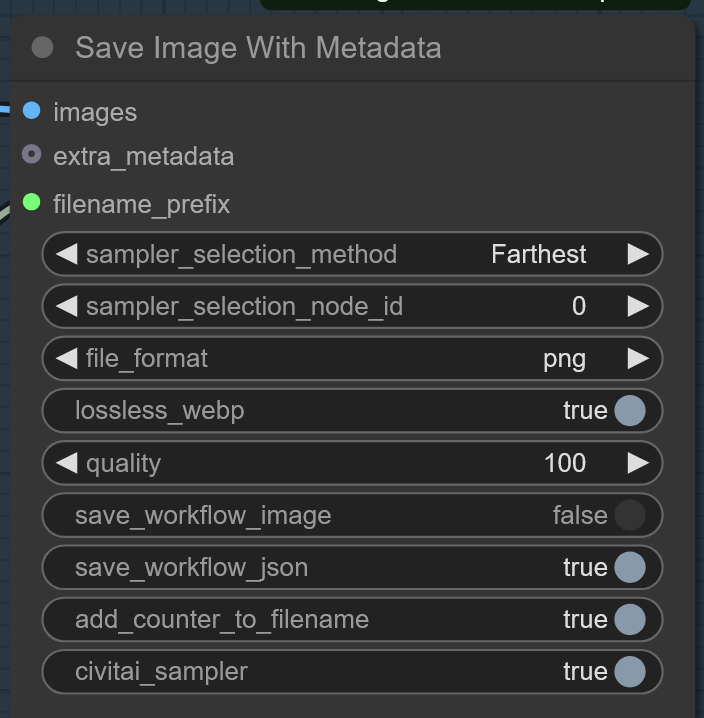 Save Image With Metadata
images
extra_metadata
filename_prefix
sampler_selection_method Farthest
sampler_selection_node_id 0
file_format png
lossless_webp true
quality 100
save_workflow_image false
save_workflow_json true
add_counter_to_filename true
civitai_sampler true